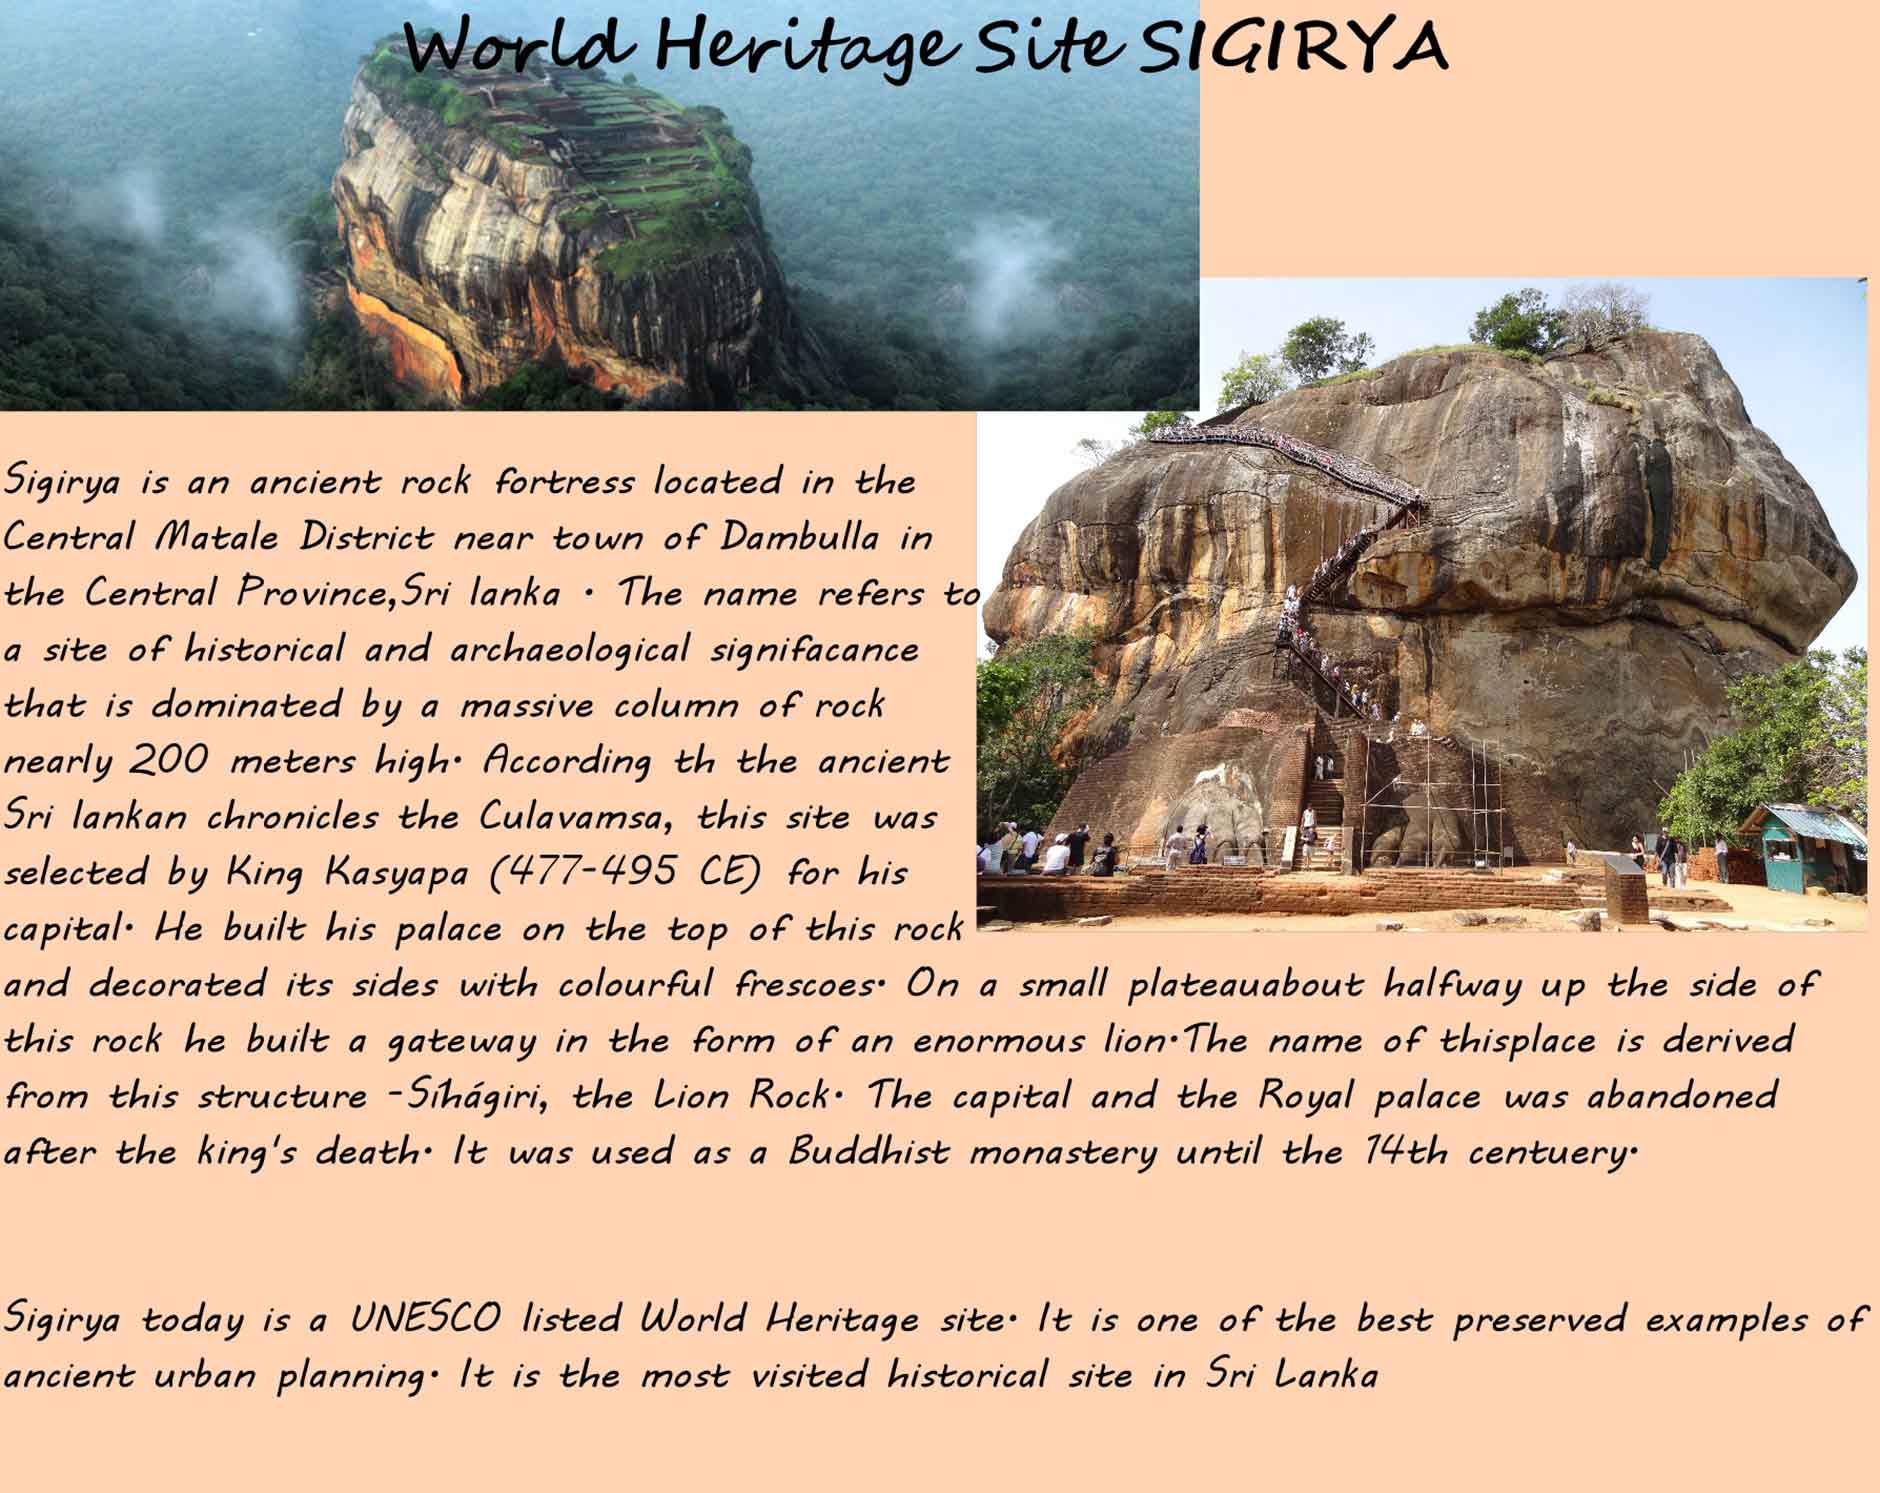 World Heritage Site SIGIRYA
Sigirya is an ancient rock fortress located in the
Central Matale District near town of Dambulla in
the Central Province,Sri lanka . The name refers to
a site of historical and archaeological signifacance
that is dominated by a massive column of rock
nearly 200 meters high. According th the ancient
Sri lankan chronicles the Culavamsa, this site was
selected by King Kasyapa (477-495 CE) for his
capital. He built his palace on the top of this rock
and decorated its sides with colourful frescoes. On a small plateauabout halfway up the side of
this rock he built a gateway in the form of an enormous lion.The name of thisplace is derived
from this structure -Síhágiri, the Lion Rock. The capital and the Royal palace was abandoned
after the king's death. It was used as a Buddhist monastery until the 14th centuery.
Sigirya today is a UNESCO listed World Heritage site. It is one of the best preserved examples of
ancient urban planning. It is the most visited historical site in Sri Lanka